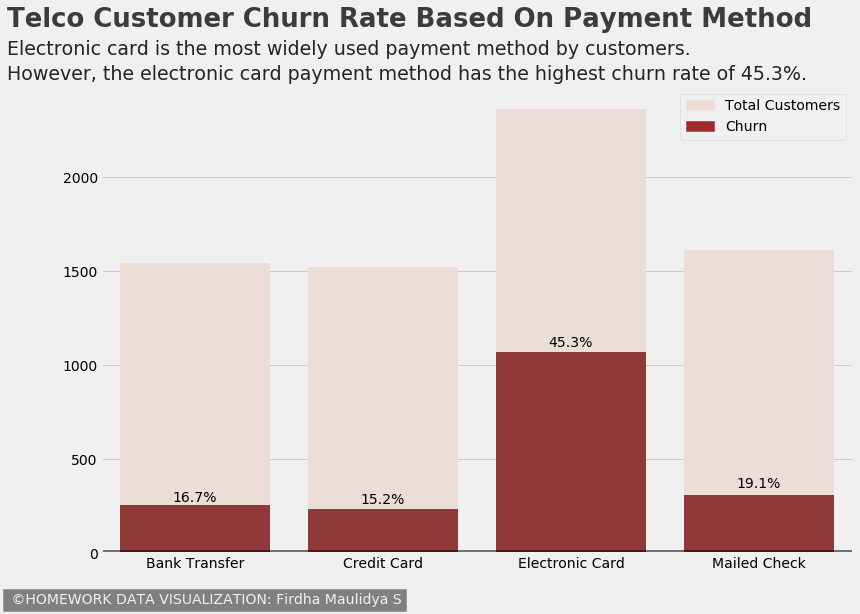 Telco Customer Churn Rate Based On Payment Method
Electronic card is the most widely used payment method by customers.
However, the electronic card payment method has the highest churn rate of 45.3%.
Total Customers
Churn
2000
1500
1000
500
0
45.3%
16.7%
15.2%
19.1%
Bank Transfer
Credit Card
Electronic Card
Mailed Check
©HOMEWORK DATA VISUALIZATION: Firdha Maulidya S